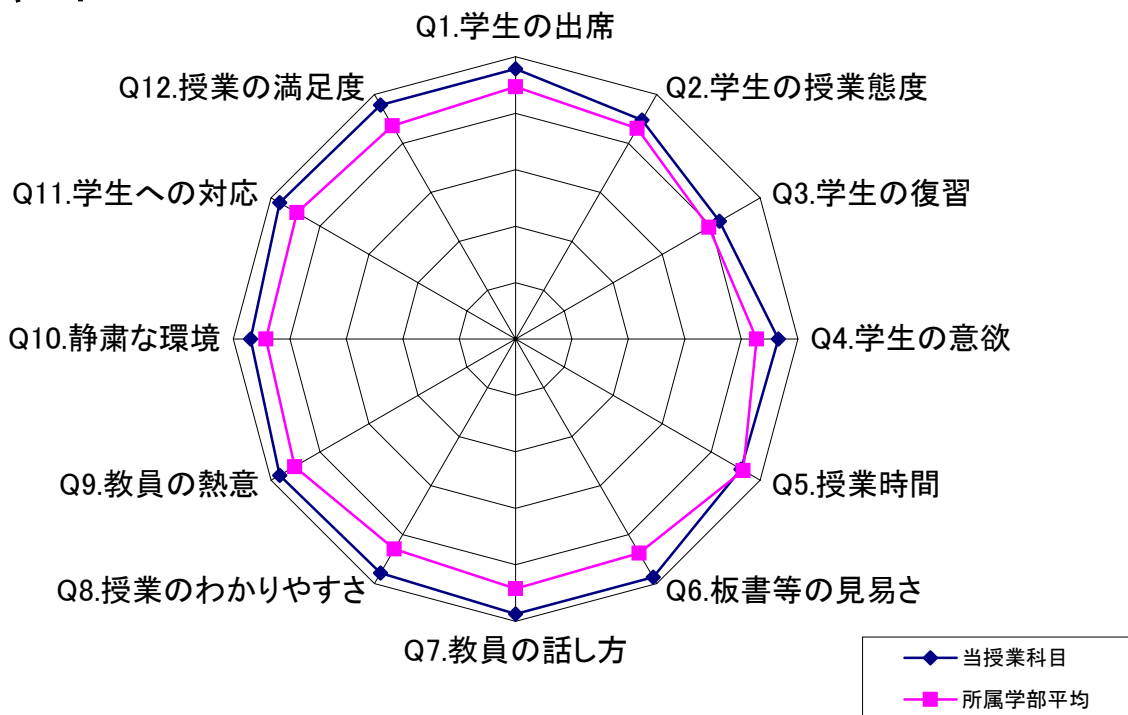 Q1.学生の出席
Q2.学生の授業態度
Q3.学生の復習
Q4.学生の意欲
Q5.授業時間
Q6.板書等の見易さ
Q7.教員の話し方
Q8.授業のわかりやすさ
Q9.教員の熱意
Q10.静粛な環境
Q11.学生への対応
Q12.授業の満足度
当授業科目
所属学部平均